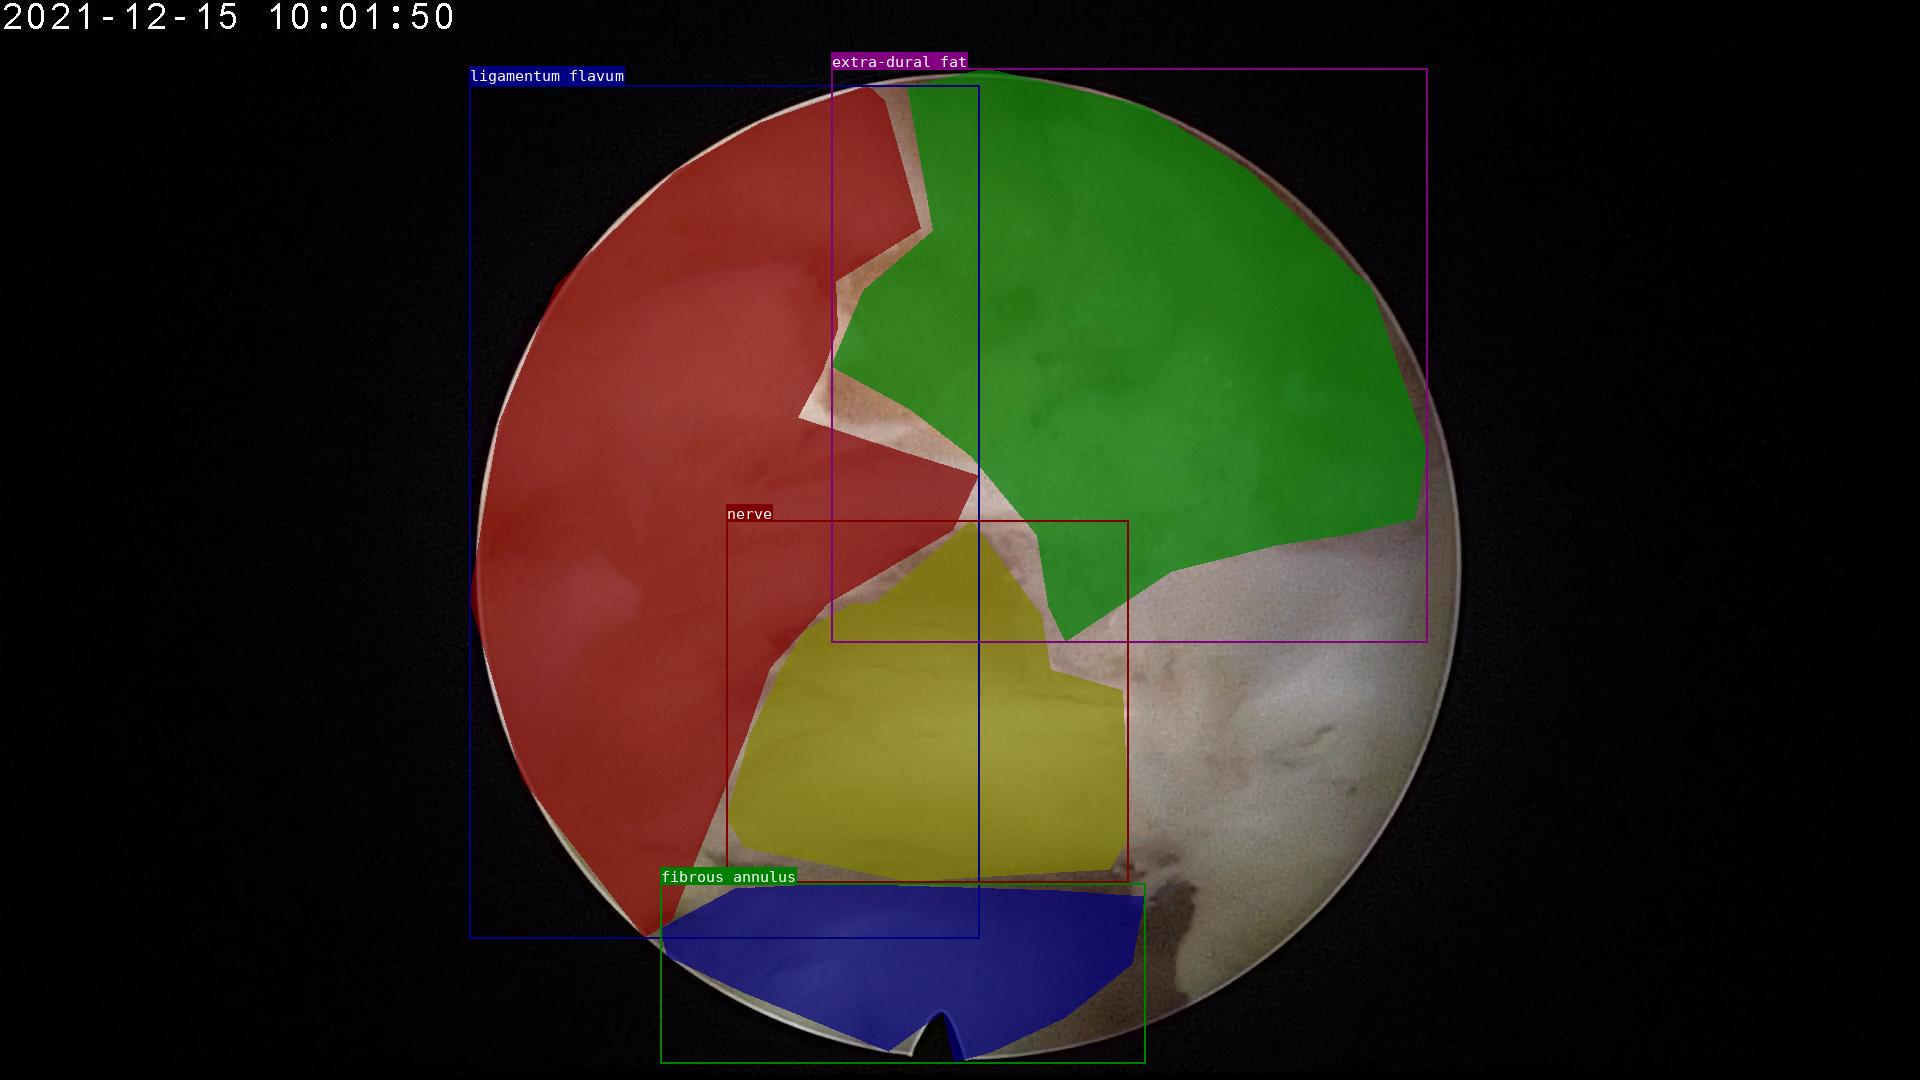 2021-12-15 10:01:50
extra-dural fat
ligamentum flavum
nerve
fibrous annulus